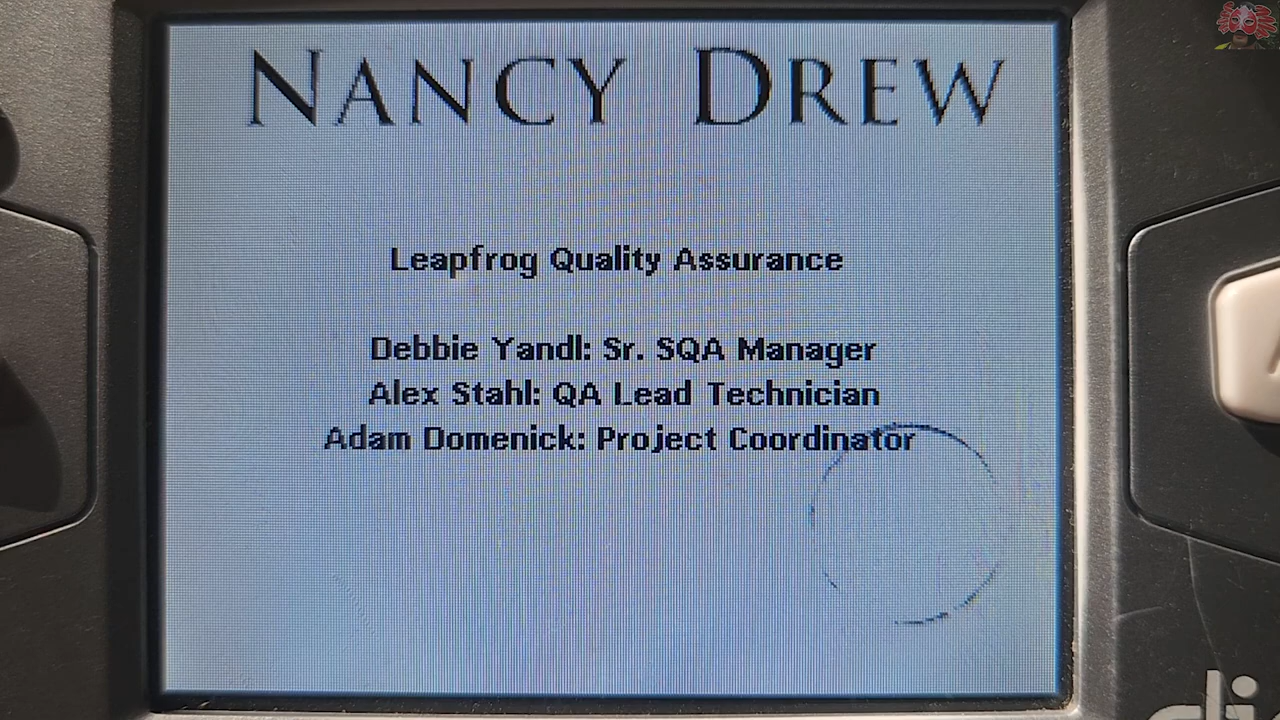 NANCY DREW
Leapfrog Quality Assurance
Debbie Yandl: Sr. SQA Manager
Alex Stahl: QA Lead Technician
Adam Domenick: Project Coordinator